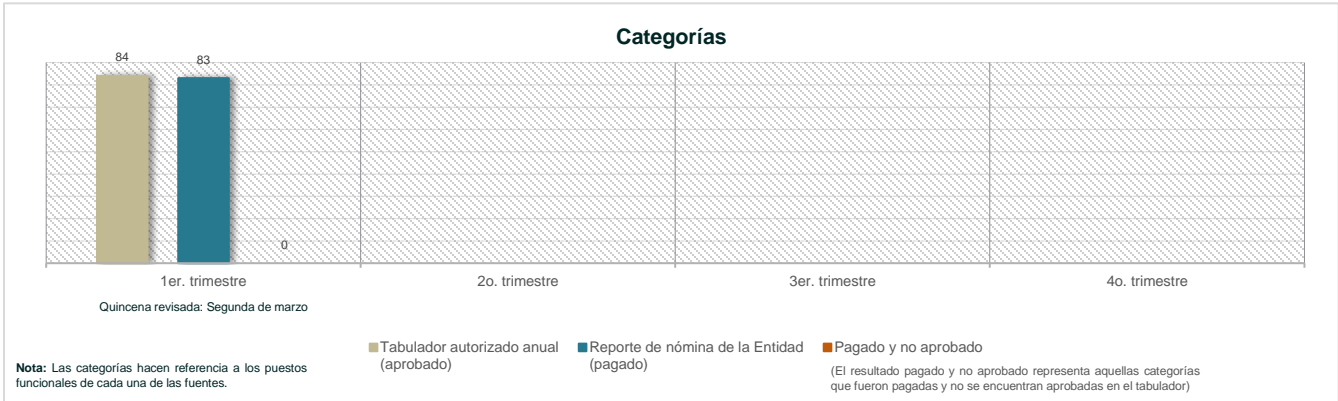 Categorías
84
83
0
1er. trimestre
2o. trimestre
3er. trimestre
4o. trimestre
Quincena revisada: Segunda de marzo
Tabulador autorizado anual
(aprobado)
Reporte de nómina de la Entidad
(pagado)
Pagado y no aprobado
(El resultado pagado y no aprobado representa aquellas categorías
que fueron pagadas y no se encuentran aprobadas en el tabulador)
Nota: Las categorías hacen referencia a los puestos
funcionales de cada una de las fuentes.